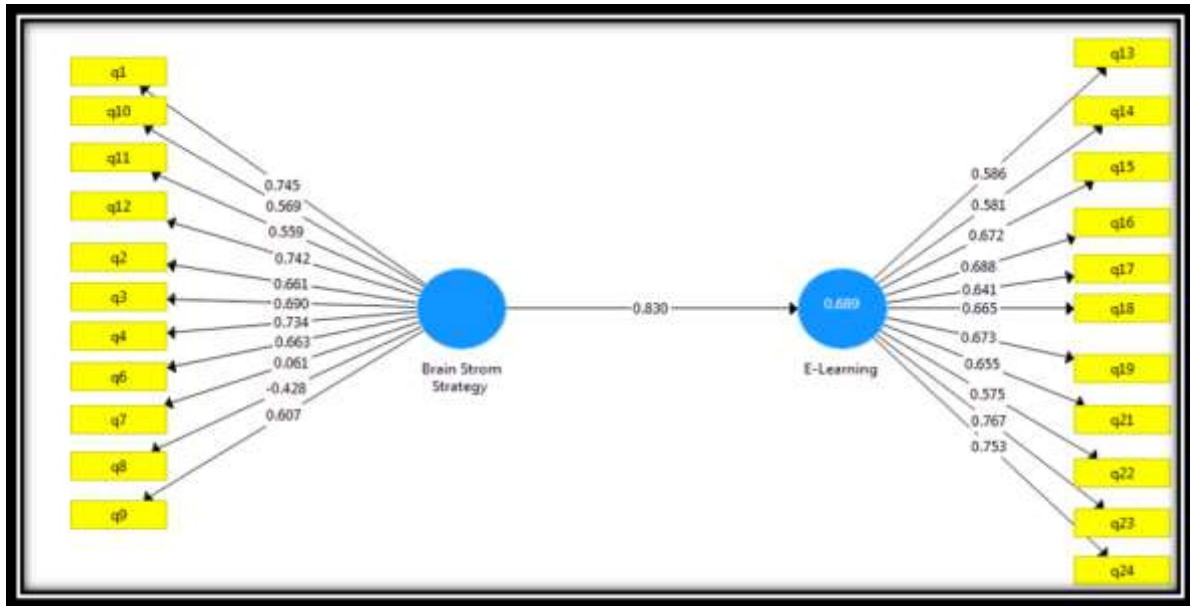 q1
q10
q11
q12
q2
q3
q4
q6
q7
q8
q9
0.745
0.569
0.559
0.742
0.661
0.690
0.734
0.663
0.061
-0.428
0.607
Brain Strom
Strategy
0.830
0.689
E-Learning
0.586
0.581
0.672
0.688
0.641
0.665
0.673
0.655
0.575
0.767
0.753
q13
q14
q15
q16
q17
q18
q19
q21
q22
q23
q24